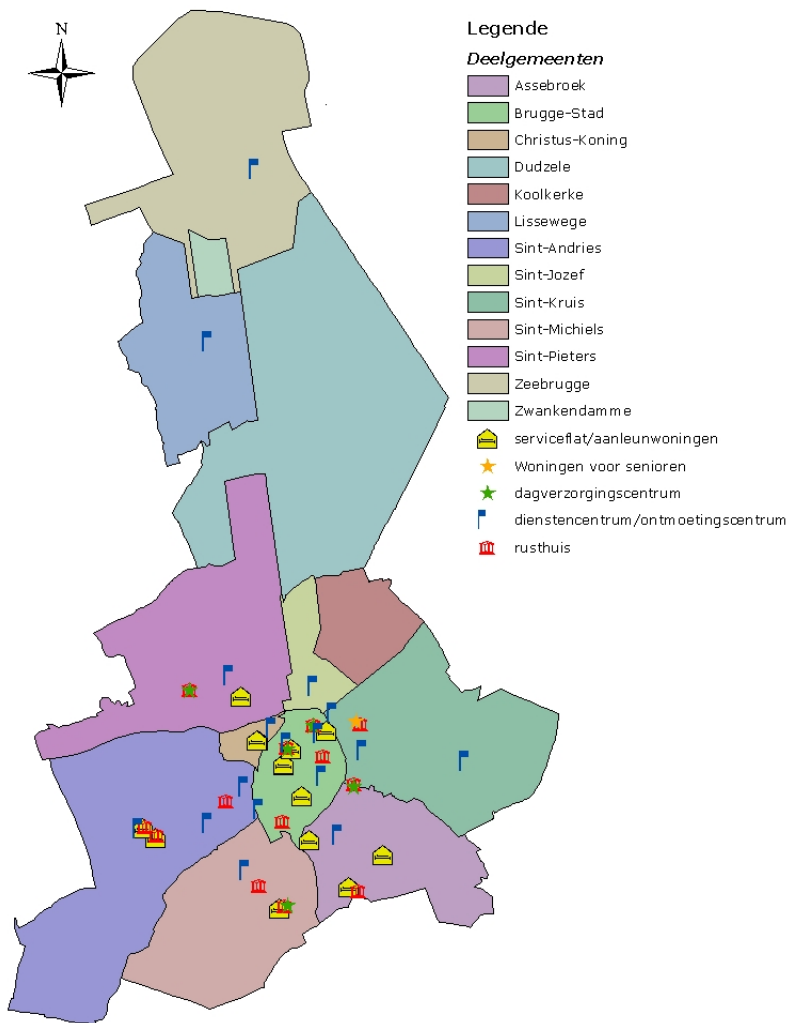 N
Legende
Deelgemeenten
Assebroek
Brugge-Stad
Christus-Koning
Dudzele
Koolkerke
Lissewege
Sint-Andries
Sint-Jozef
Sint-Kruis
Sint-Michiels
Sint-Pieters
Zeebrugge
Zwankendamme
serviceflat/aanleunwoningen
Woningen voor senioren
dagverzorgingscentrum
dienstencentrum/ontmoetingscentrum
rusthuis